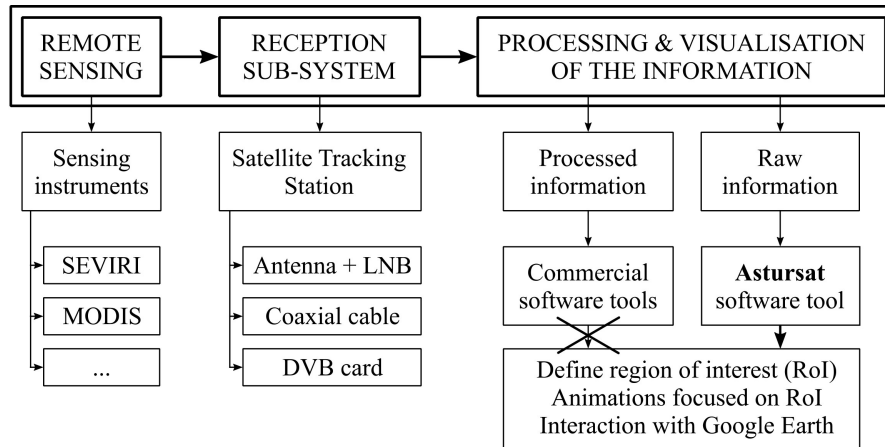 REMOTE
SENSING
RECEPTION
SUB-SYSTEM
PROCESSING & VISUALISATION
OF THE INFORMATION
Sensing
instruments
SEVIRI
MODIS
...
Satellite Tracking
Station
Antenna + LNB
Coaxial cable
DVB card
Processed
information
Commercial
software tools
Raw
information
Astursat
software tool
Define region of interest (RoI)
Animations focused on RoI
Interaction with Google Earth